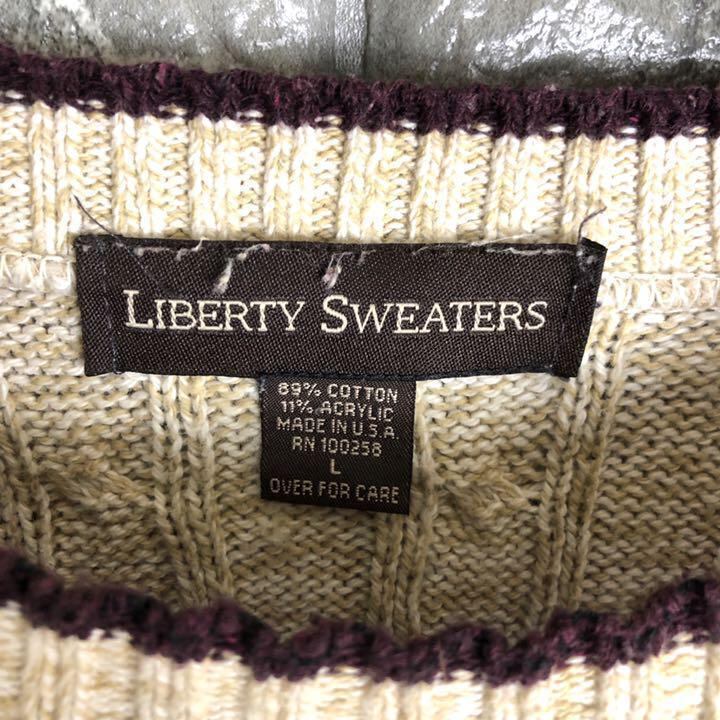 LIBERTY SWEATERS
89% COTTON
11% ACRYLIC
MADE IN U.S.A.
RN 100258
L
OVER FOR CARE